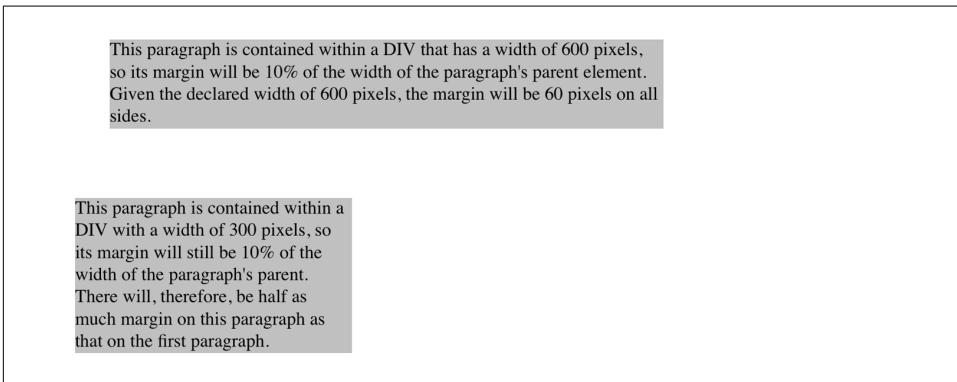 This paragraph is contained within a DIV that has a width of 600 pixels,
so its margin will be 10% of the width of the paragraph's parent element.
Given the declared width of 600 pixels, the margin will be 60 pixels on all
sides.
This paragraph is contained within a
DIV with a width of 300 pixels, so
its margin will still be 10% of the
width of the paragraph's parent.
There will, therefore, be half as
much margin on this paragraph as
that on the first paragraph.